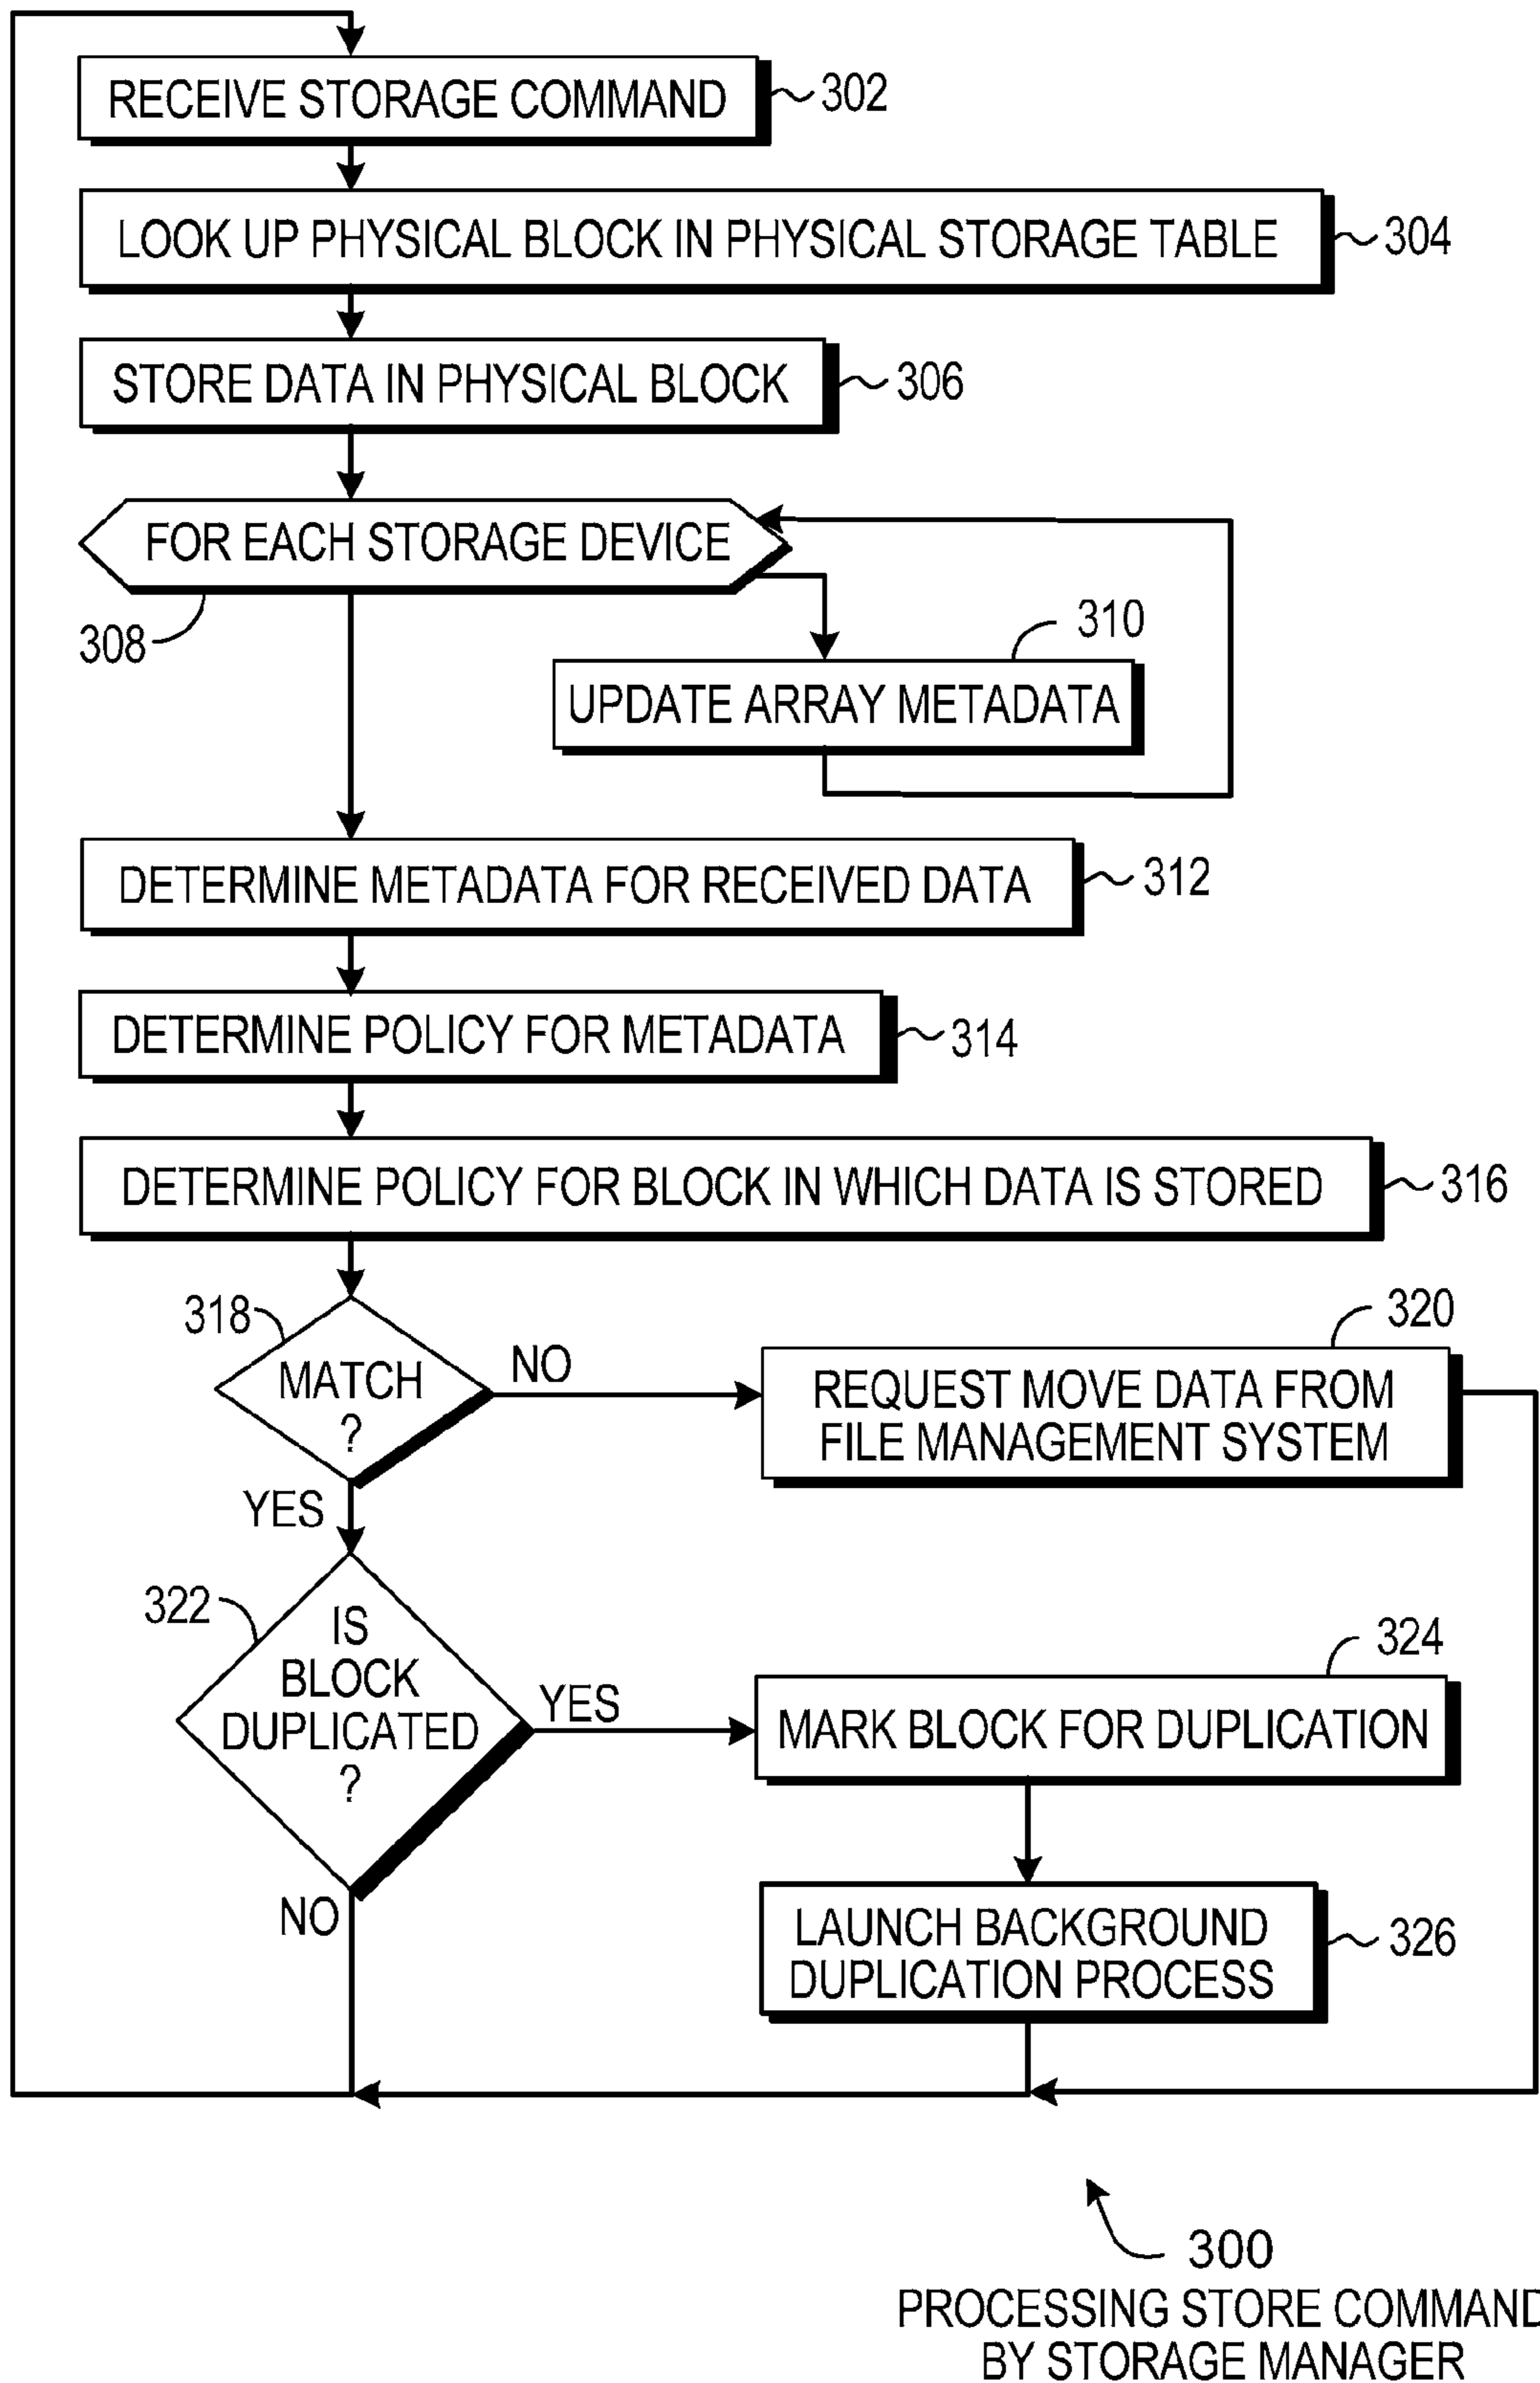 RECEIVE STORAGE COMMAND
302
LOOK UP PHYSICAL BLOCK IN PHYSICAL STORAGE TABLE
304
STORE DATA IN PHYSICAL BLOCK
306
FOR EACH STORAGE DEVICE
308
310
UPDATE ARRAY METADATA
DETERMINE METADATA FOR RECEIVED DATA
312
DETERMINE POLICY FOR METADATA
314
DETERMINE POLICY FOR BLOCK IN WHICH DATA IS STORED
316
318
MATCH
?
NO
320
REQUEST MOVE DATA FROM
FILE MANAGEMENT SYSTEM
YES
322
IS
BLOCK
DUPLICATED
?
YES
324
MARK BLOCK FOR DUPLICATION
NO
LAUNCH BACKGROUND
DUPLICATION PROCESS
326
300
PROCESSING STORE COMMAND
BY STORAGE MANAGER